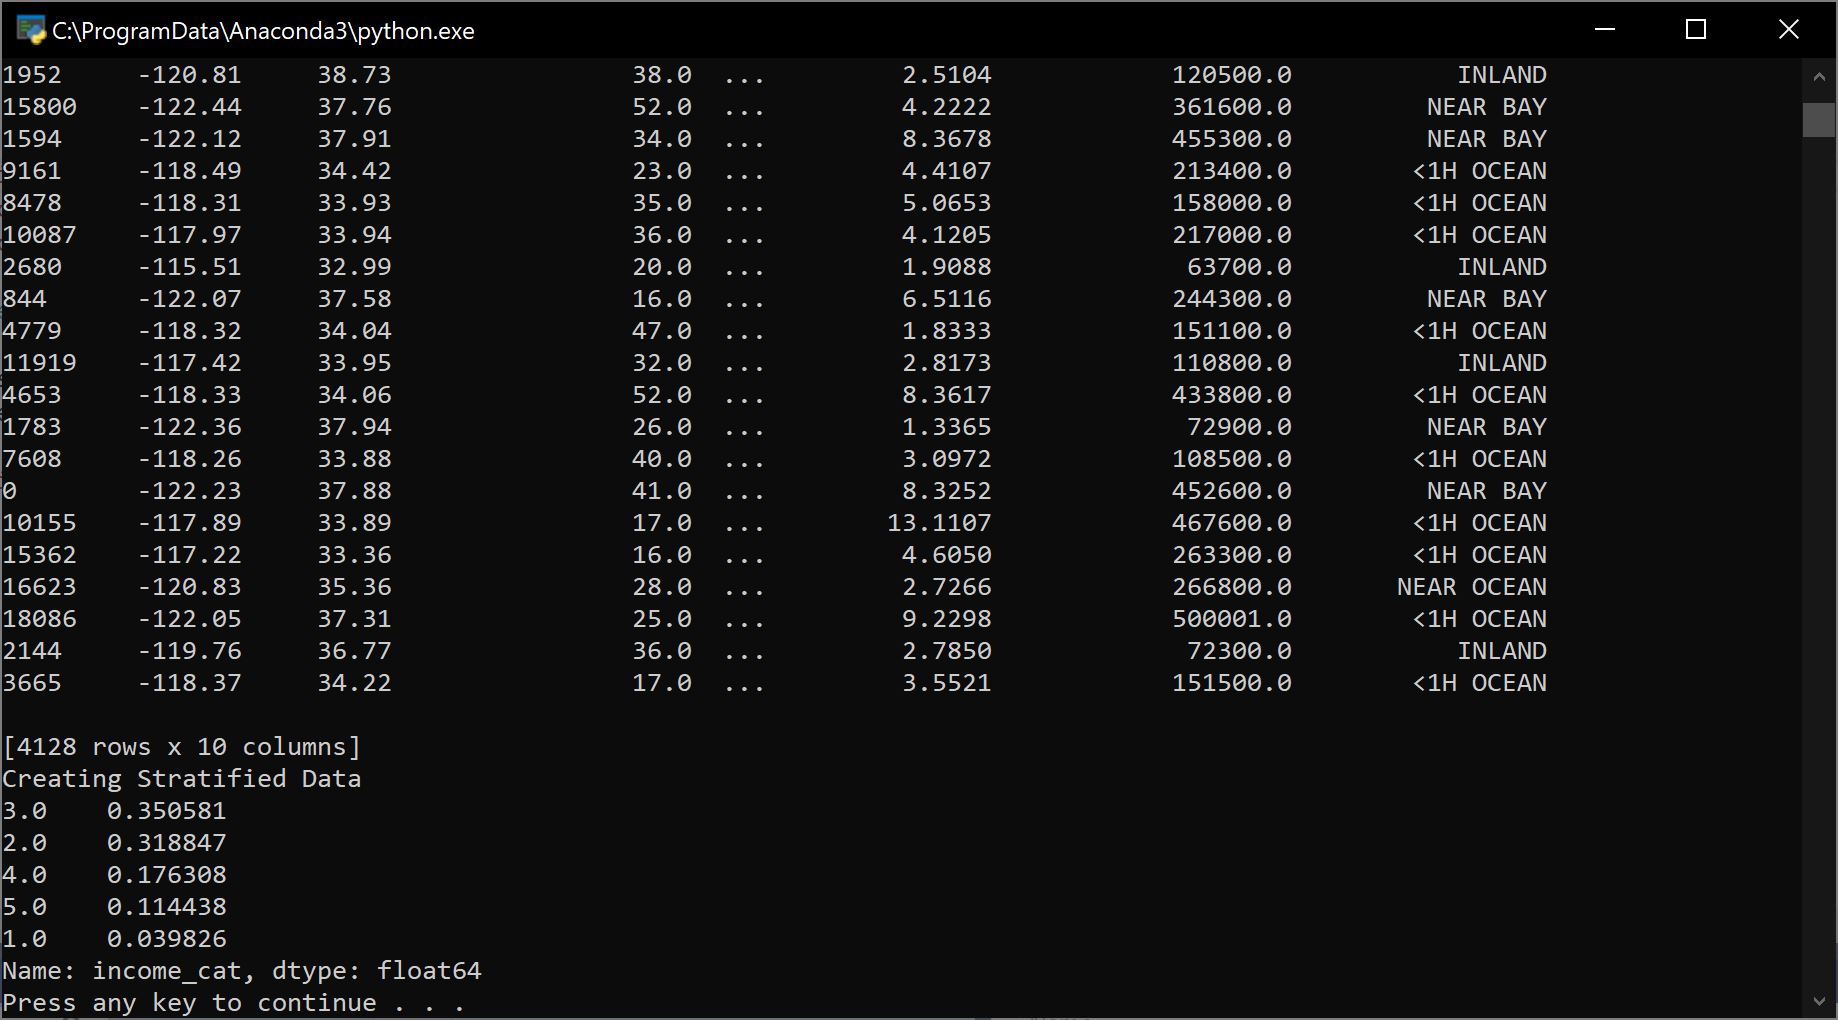 C:\ProgramData\Anaconda3\python.exe
1952 -120.81 38.73 38.0 ... 2.5104 120500.0 INLAND
15800 -122.44 37.76 52.0 ... 4.2222 361600.0 NEAR BAY
1594 -122.12 37.91 34.0 ... 8.3678 455300.0 NEAR BAY
9161 -118.49 34.42 23.0 ... 4.4107 213400.0 <1H OCEAN
8478 -118.31 33.93 35.0 ... 5.0653 158000.0 <1H OCEAN
10087 -117.97 33.94 36.0 ... 4.1205 217000.0 <1H OCEAN
2680 -115.51 32.99 20.0 ... 1.9088 63700.0 INLAND
844 -122.07 37.58 16.0 ... 6.5116 244300.0 NEAR BAY
4779 -118.32 34.04 47.0 ... 1.8333 151100.0 <1H OCEAN
11919 -117.42 33.95 32.0 ... 2.8173 110800.0 INLAND
4653 -118.33 34.06 52.0 ... 8.3617 433800.0 <1H OCEAN
1783 -122.36 37.94 26.0 ... 1.3365 72900.0 NEAR BAY
7608 -118.26 33.88 40.0 ... 3.0972 108500.0 <1H OCEAN
0 -122.23 37.88 41.0 ... 8.3252 452600.0 NEAR BAY
10155 -117.89 33.89 17.0 ... 13.1107 467600.0 <1H OCEAN
15362 -117.22 33.36 16.0 ... 4.6050 263300.0 <1H OCEAN
16623 -120.83 35.36 28.0 ... 2.7266 266800.0 NEAR OCEAN
18086 -122.05 37.31 25.0 ... 9.2298 500001.0 <1H OCEAN
2144 -119.76 36.77 36.0 ... 2.7850 72300.0 INLAND
3665 -118.37 34.22 17.0 ... 3.5521 151500.0 <1H OCEAN
[4128 rows x 10 columns]
Creating Stratified Data
3.0 0.350581
2.0 0.318847
4.0 0.176308
5.0 0.114438
1.0 0.039826
Name: income_cat, dtype: float64
Press any key to continue . . .